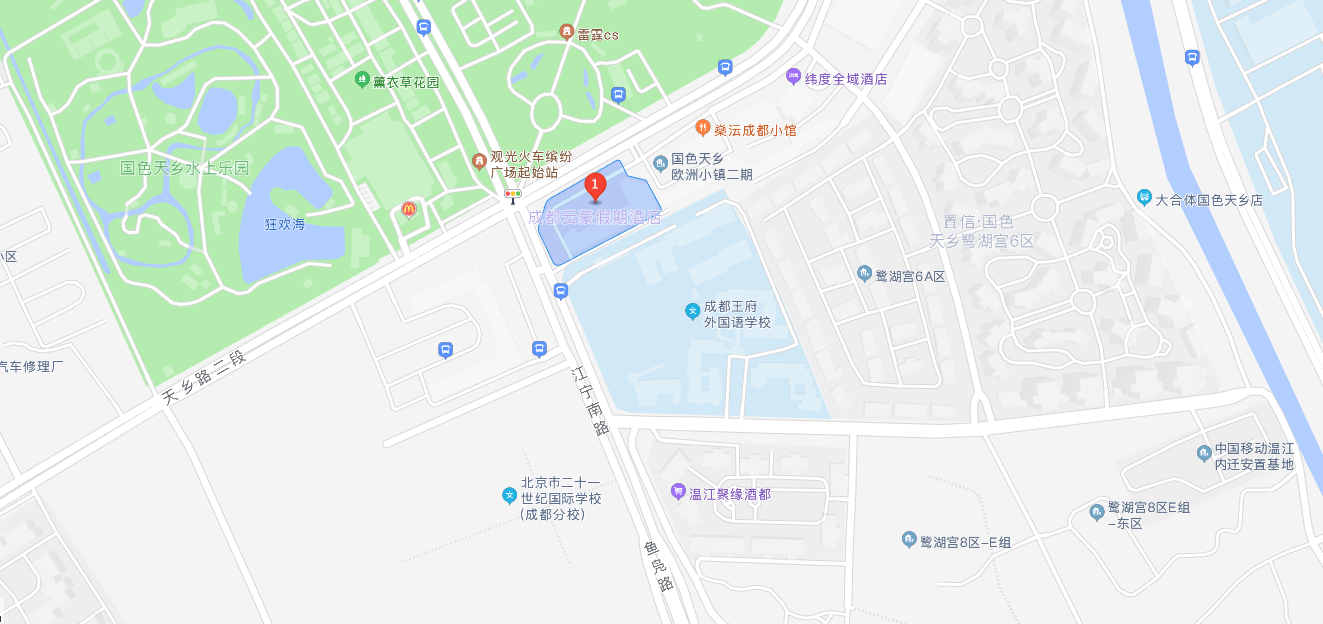 雷霆cs
纬度全域酒店
薰衣草花园
燊沄成都小馆
观光火车缤纷
广场起始站
国色天乡
欧洲小镇二期
国色天乡水上乐园
1
大合体国色天乡店
成都云豪假期酒店
狂欢海
置信·国色
天乡鹭湖宫6区
小区
鹭湖宫6A区
成都王府
外国语学校
汽车修理厂
天乡路二段
江宁南路
中国移动温江
内迁安置基地
北京市二十一
世纪国际学校
(成都分校)
温江聚缘酒都
鹭湖宫8区E组
-东区
鹭湖宫8区-E组
鱼凫路